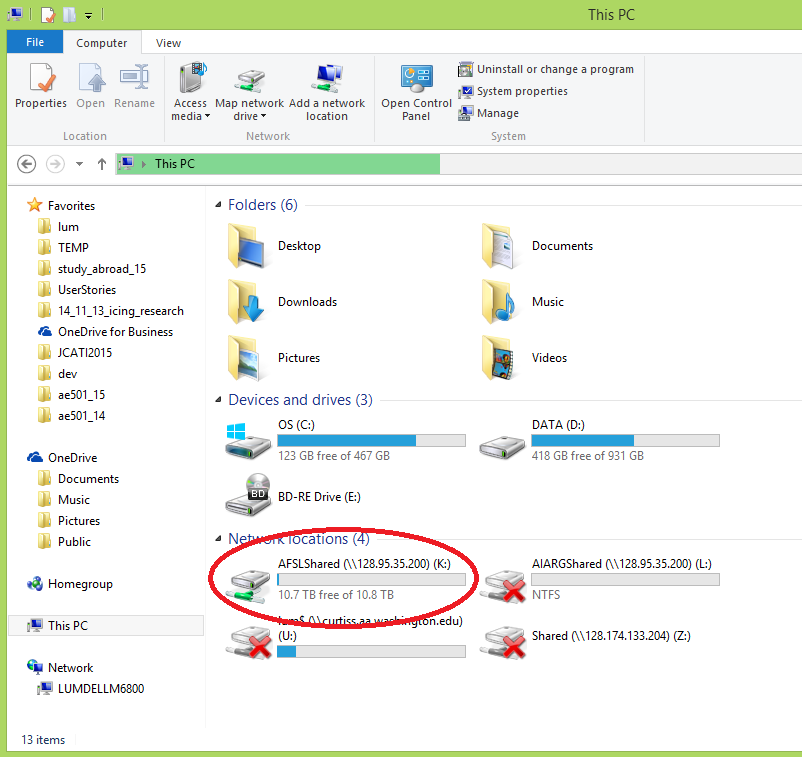 This PC
File
Computer
View
Properties
Open
Rename
Access media
Map network drive
Add a network location
Open Control Panel
Uninstall or change a program
System properties
Manage
Location
Network
System
This PC
Favorites
lum
TEMP
study_abroad_15
UserStories
14_11_13_icing_research
OneDrive for Business
JCATI2015
dev
ae501_15
ae501_14
OneDrive
Documents
Music
Pictures
Public
Homegroup
This PC
Network
LUMDELLM6800
Folders (6)
Desktop
Documents
Downloads
Music
Pictures
Videos
Devices and drives (3)
OS (C:)
123 GB free of 467 GB
DATA (D:)
418 GB free of 931 GB
BD
BD-RE Drive (E:)
Network locations (4)
AFSLShared (\\128.95.35.200) (K:)
10.7 TB free of 10.8 TB
AIARGShared (\\128.95.35.200) (L:)
NTFS
lum$ (\\curtiss.aa.washington.edu)
(U:)
Shared (\\128.174.133.204) (Z:)
13 items